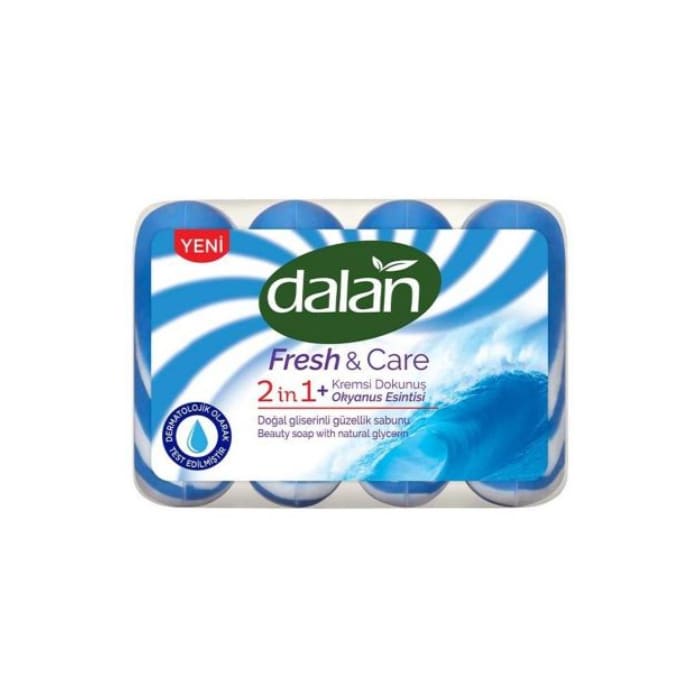 YENİ
dalan
Fresh & Care
2 in 1+ Kremsi Dokunuş
Okyanus Esintisi
Doğal gliserinli güzellik sabunu
Beauty soap with natural glycerin
DERMATOLOJİK OLARAK
TEST EDİLMİŞTİR